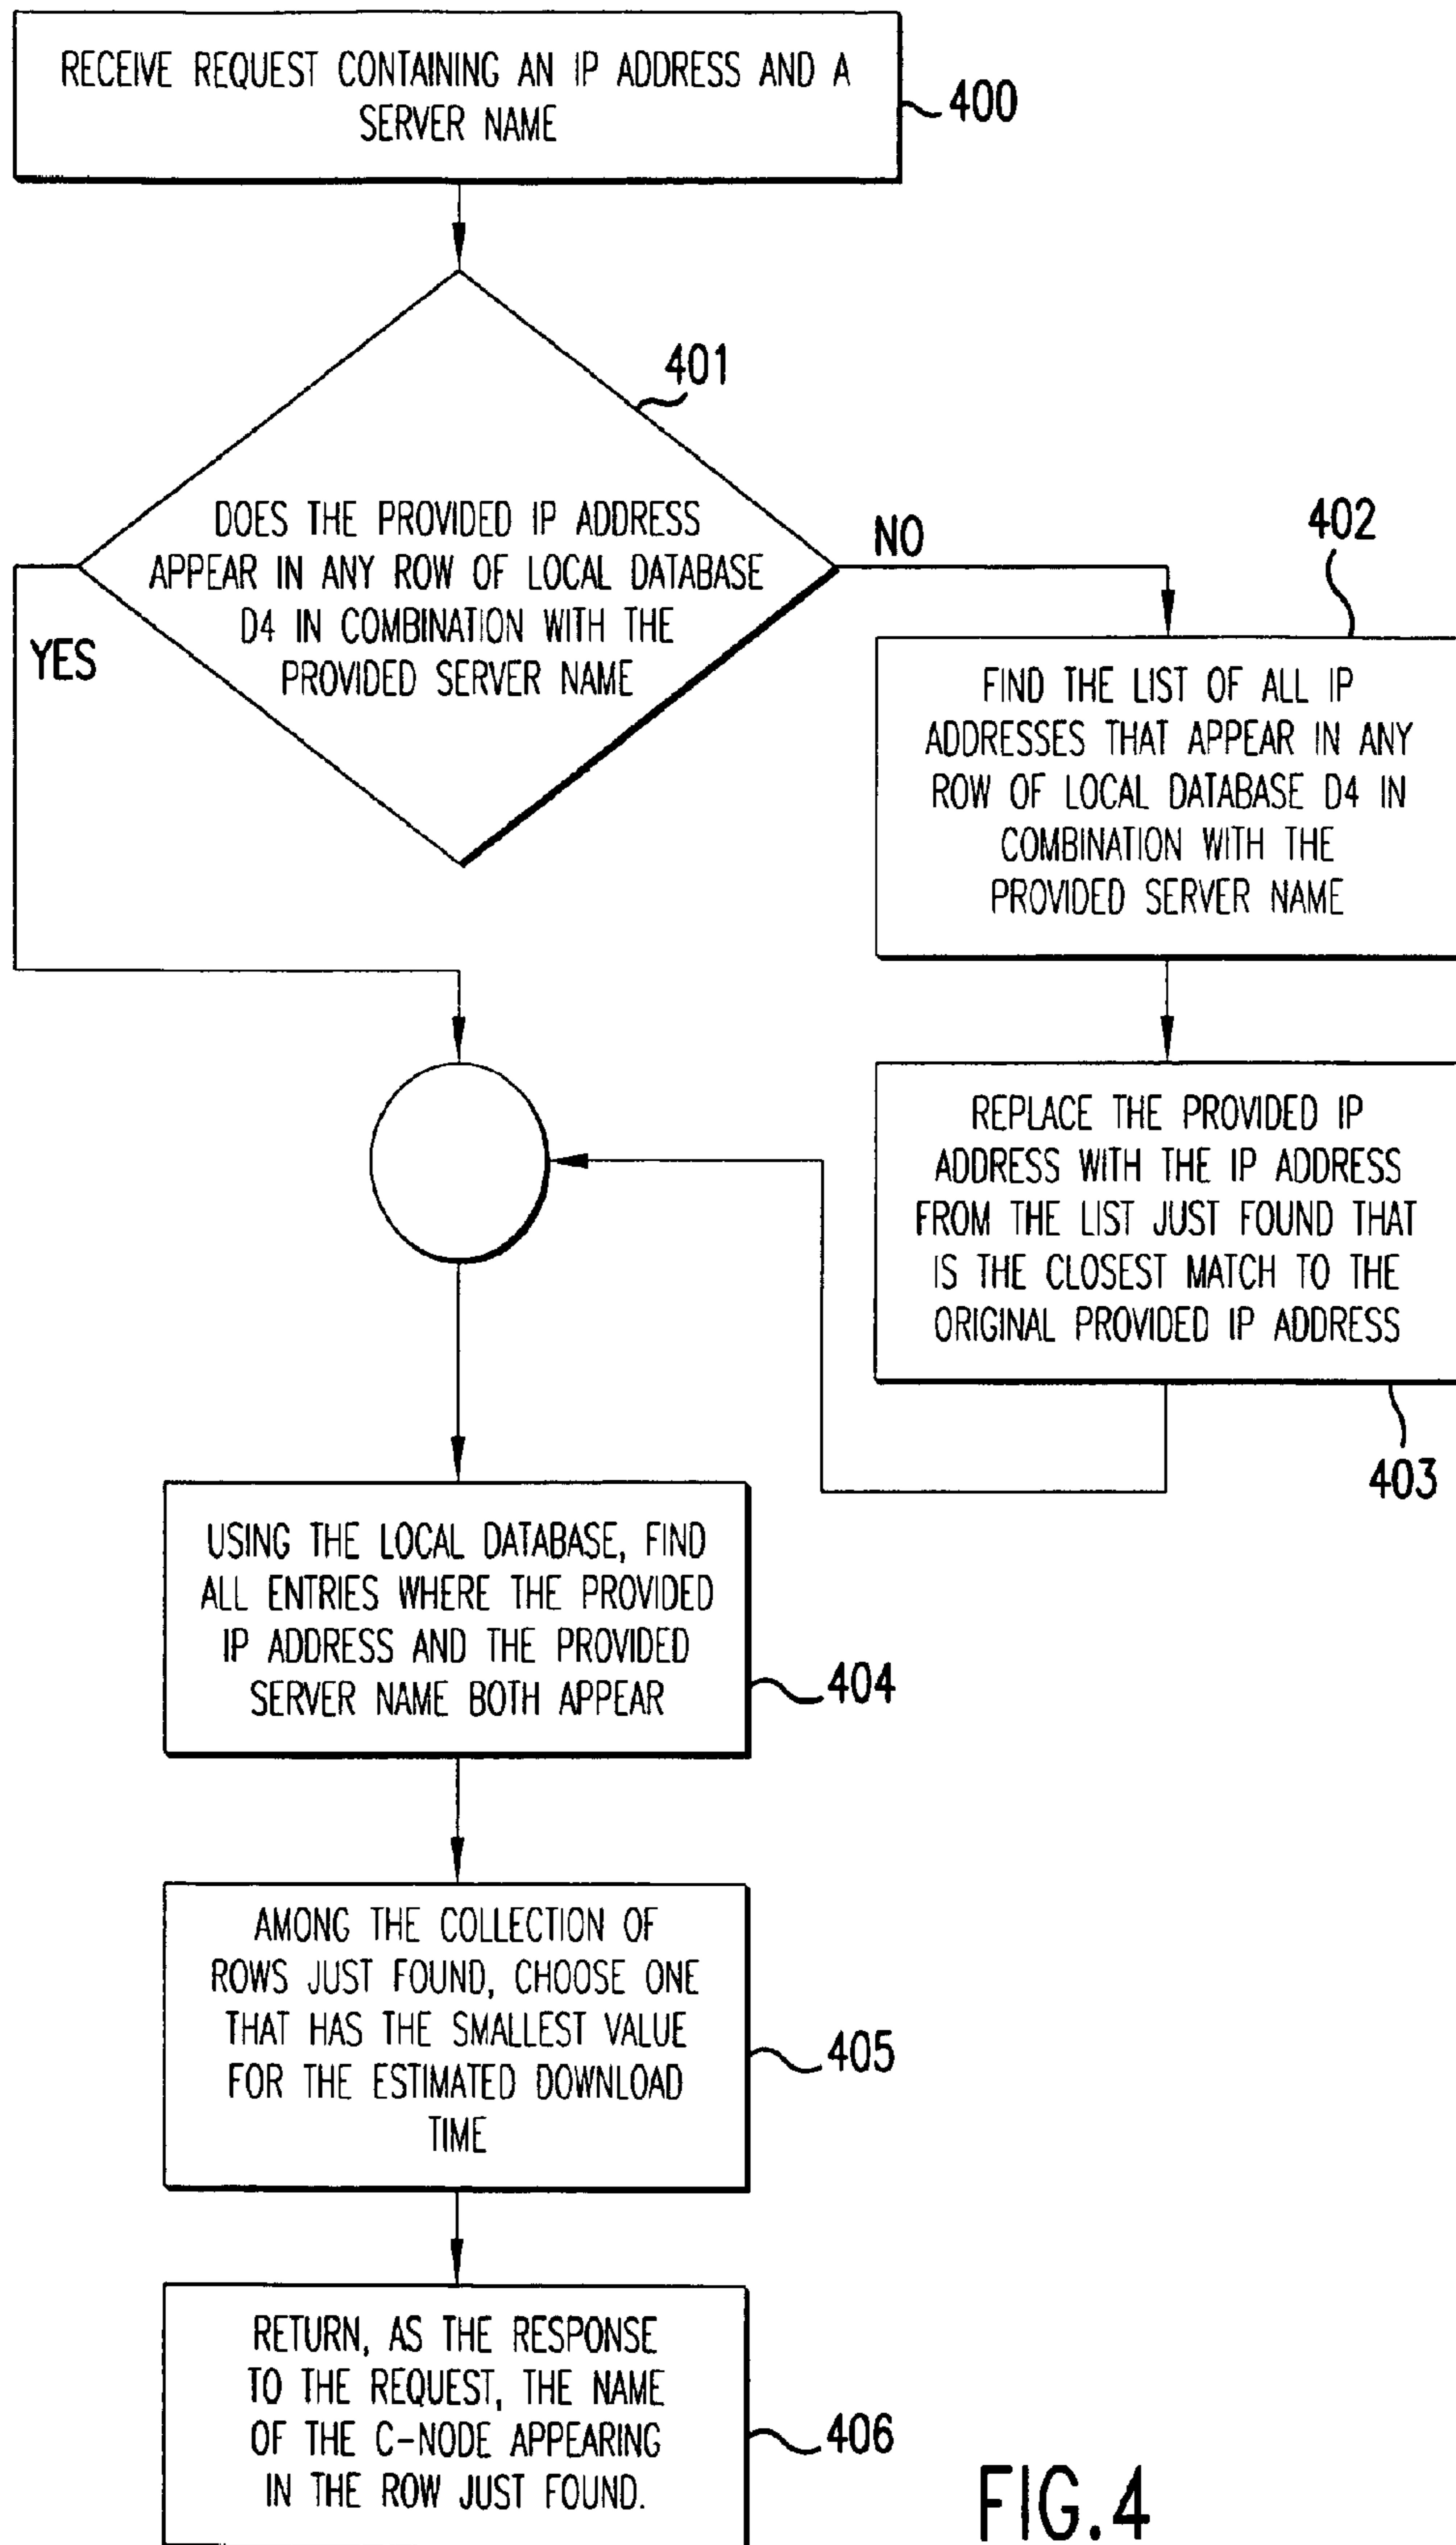 RECEIVE REQUEST CONTAINING AN IP ADDRESS AND A
SERVER NAME
400
401
DOES THE PROVIDED IP ADDRESS
APPEAR IN ANY ROW OF LOCAL DATABASE
D4 IN COMBINATION WITH THE
PROVIDED SERVER NAME
NO
YES
402
FIND THE LIST OF ALL IP
ADDRESSES THAT APPEAR IN ANY
ROW OF LOCAL DATABASE D4 IN
COMBINATION WITH THE
PROVIDED SERVER NAME
REPLACE THE PROVIDED IP
ADDRESS WITH THE IP ADDRESS
FROM THE LIST JUST FOUND THAT
IS THE CLOSEST MATCH TO THE
ORIGINAL PROVIDED IP ADDRESS
403
USING THE LOCAL DATABASE, FIND
ALL ENTRIES WHERE THE PROVIDED
IP ADDRESS AND THE PROVIDED
SERVER NAME BOTH APPEAR
404
AMONG THE COLLECTION OF
ROWS JUST FOUND, CHOOSE ONE
THAT HAS THE SMALLEST VALUE
FOR THE ESTIMATED DOWNLOAD
TIME
405
RETURN, AS THE RESPONSE
TO THE REQUEST, THE NAME
OF THE C-NODE APPEARING
IN THE ROW JUST FOUND.
406
FIG.4